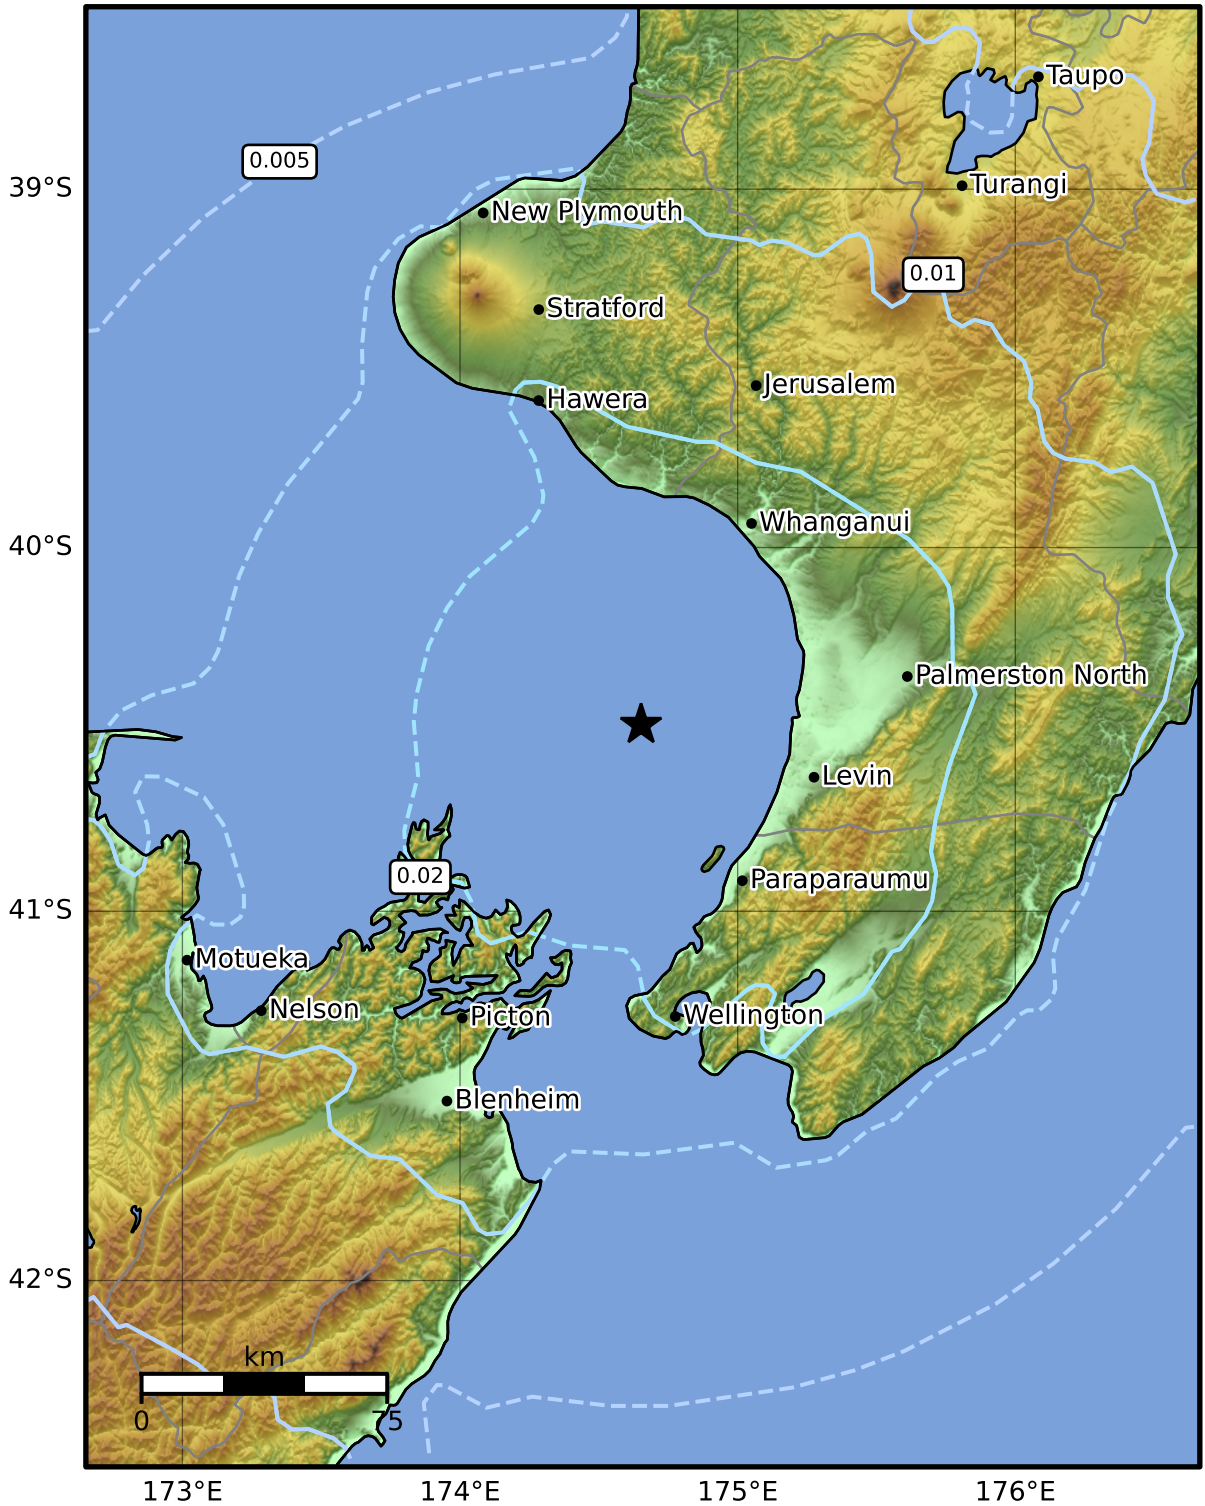 Taupo
0.005
39°S
Turangi
New Plymouth
0.01
Stratford
Jerusalem
Hawera
Whanganui
40°S
Palmerston North
Levin
0.02
Paraparaumu
41°S
Motueka
Nelson
Picton
Wellington
Blenheim
42°S
km
0 75
173°E 174°E 175°E 176°E